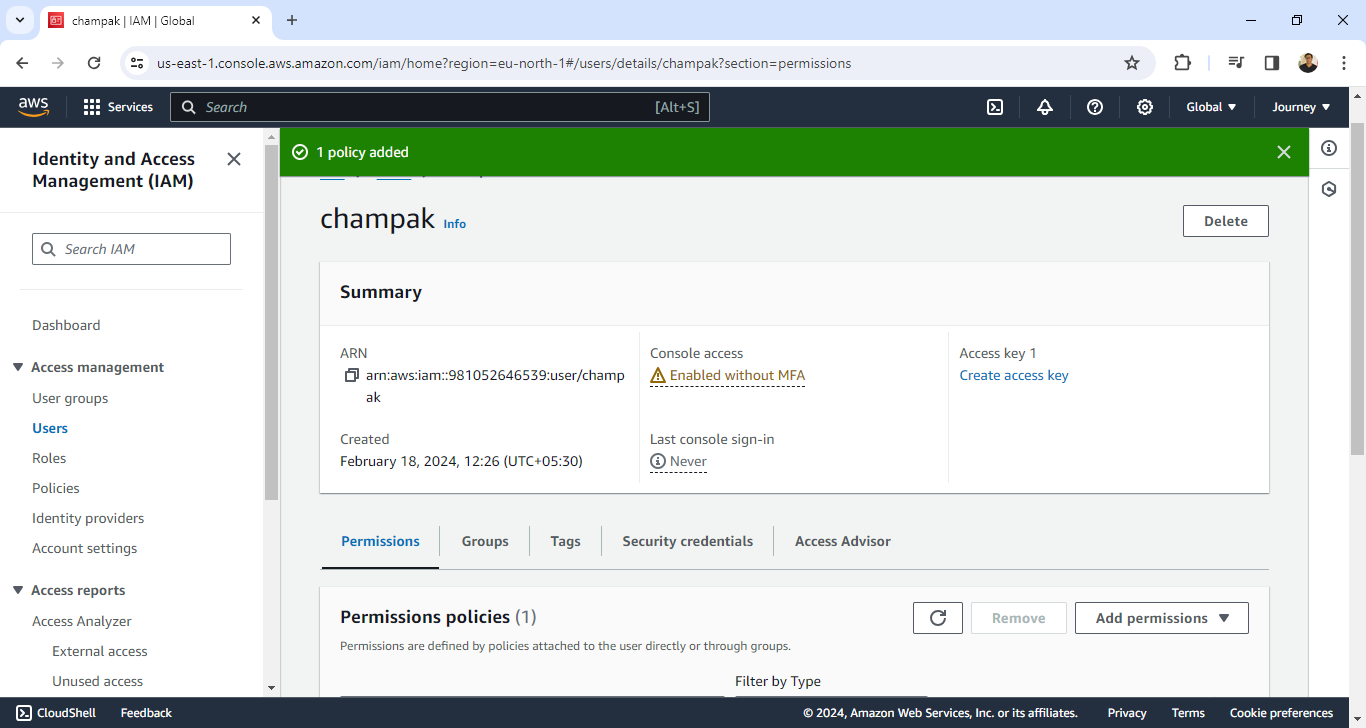 champak | IAM | Global
us-east-1.console.aws.amazon.com/iam/home?region=eu-north-1#/users/details/champak?section=permissions
aws
Services
Search
[Alt+S]
Global
Journey
Identity and Access
Management (IAM)
Search IAM
Dashboard
Access management
User groups
Users
Roles
Policies
Identity providers
Account settings
Access reports
Access Analyzer
External access
Unused access
1 policy added
champak Info
Delete
Summary
ARN
arn:aws:iam::981052646539:user/champ
ak
Created
February 18, 2024, 12:26 (UTC+05:30)
Console access
Enabled without MFA
Last console sign-in
Never
Access key 1
Create access key
Permissions
Groups
Tags
Security credentials
Access Advisor
Permissions policies (1)
Remove
Add permissions
Permissions are defined by policies attached to the user directly or through groups.
Filter by Type
CloudShell
Feedback
© 2024, Amazon Web Services, Inc. or its affiliates.
Privacy
Terms
Cookie preferences